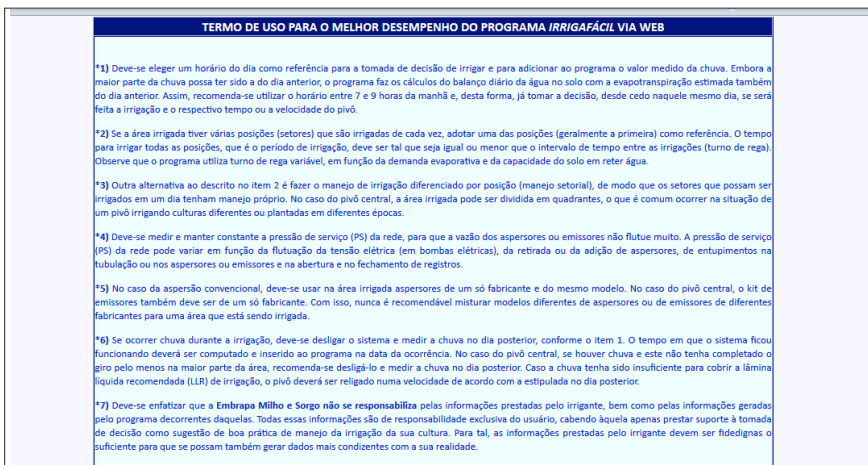 TERMO DE USO PARA O MELHOR DESEMPENHO DO PROGRAMA IRRIGAFÁCIL VIA WEB
*1) Deve-se eleger um horário do dia como referência para a tomada de decisão de irrigar e para adicionar ao programa o valor medido da chuva. Embora a
maior parte da chuva possa ter sido a do dia anterior, o programa faz os cálculos do balanço diário da água no solo com a evapotranspiração estimada também
do dia anterior. Assim, recomenda-se utilizar o horário entre 7 e 9 horas da manhã e, desta forma, já tomar a decisão, desde cedo naquele mesmo dia, se será
feita a irrigação e o respectivo tempo ou a velocidade do pivô.
*2) Se a área irrigada tiver várias posições (setores) que são irrigadas de cada vez, adotar uma das posições (geralmente a primeira) como referência. O tempo
para irrigar todas as posições, que é o período de irrigação, deve ser tal que seja igual ou menor que o intervalo de tempo entre as irrigações (turno de rega).
Observe que o programa utiliza turno de rega variável, em função da demanda evaporativa e da capacidade do solo em reter água.
*3) Outra alternativa ao descrito no item 2 é fazer o manejo de irrigação diferenciado por posição (manejo setorial), de modo que os setores que possam ser
irrigados em um dia tenham manejo próprio. No caso do pivô central, a área irrigada pode ser dividida em quadrantes, o que é comum ocorrer na situação de
um pivô irrigando culturas diferentes ou plantadas em diferentes épocas.
*4) Deve-se medir e manter constante a pressão de serviço (PS) da rede, para que a vazão dos aspersores ou emissores não flutue muito. A pressão de serviço
(PS) da rede pode variar em função da flutuação da tensão elétrica (em bombas elétricas), da retirada ou da adição de aspersores, de entupimentos na
tubulação ou nos aspersores ou emissores e na abertura e no fechamento de registros.
*5) No caso da aspersão convencional, deve-se usar na área irrigada aspersores de um só fabricante e do mesmo modelo. No caso do pivô central, o kit de
emissores também deve ser de um só fabricante. Com isso, nunca é recomendável misturar modelos diferentes de aspersores ou de emissores de diferentes
fabricantes para uma área que está sendo irrigada.
*6) Se ocorrer chuva durante a irrigação, deve-se desligar o sistema e medir a chuva no dia posterior, conforme o item 1. O tempo em que o sistema ficou
funcionando deverá ser computado e inserido ao programa na data da ocorrência. No caso do pivô central, se houver chuva e este não tenha completado o
giro pelo menos na maior parte da área, recomenda-se desligá-lo e medir a chuva no dia posterior. Caso a chuva tenha sido insuficiente para cobrir a lâmina
líquida recomendada (LLR) de irrigação, o pivô deverá ser religado numa velocidade de acordo com a estipulada no dia posterior.
*7) Deve-se enfatizar que a Embrapa Milho e Sorgo não se responsabiliza pelas informações prestadas pelo irrigante, bem como pelas informações geradas
pelo programa decorrentes daquelas. Todas essas informações são de responsabilidade exclusiva do usuário, cabendo àquela apenas prestar suporte à tomada
de decisão como sugestão de boa prática de manejo da irrigação da sua cultura. Para tal, as informações prestadas pelo irrigante devem ser fidedignas o
suficiente para que se possam também gerar dados mais condizentes com a sua realidade.